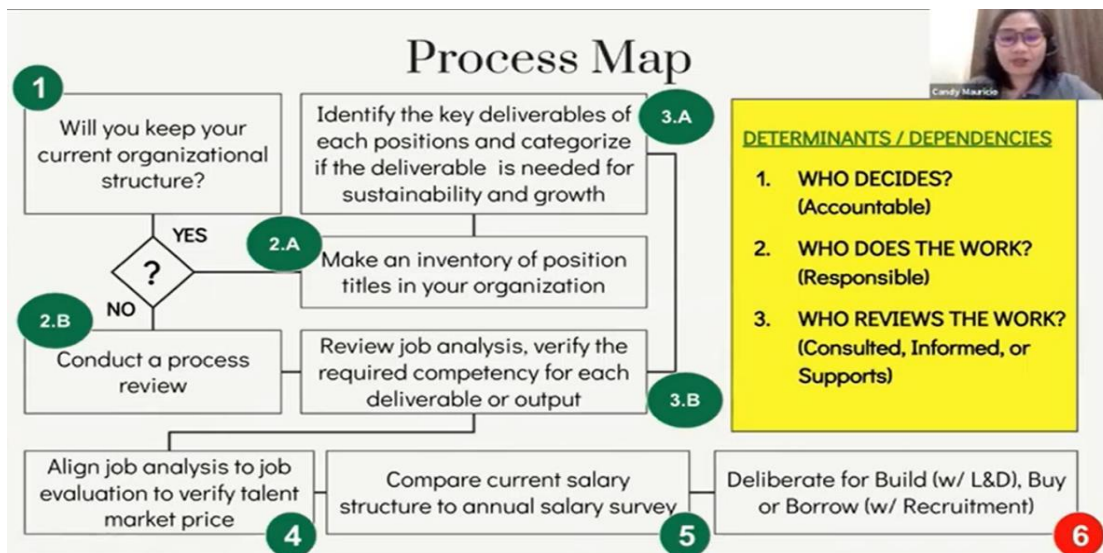 Process Map
Candy Mauricio
1
Will you keep your
current organizational
structure?
YES
?
NO
2.A
Make an inventory of position
titles in your organization
3.A
Identify the key deliverables of
each positions and categorize
if the deliverable is needed for
sustainability and growth
2.B
Conduct a process
review
Review job analysis, verify the
required competency for each
deliverable or output
3.B
Align job analysis to job
evaluation to verify talent
market price
4
Compare current salary
structure to annual salary survey
5
Deliberate for Build (w/ L&D), Buy
or Borrow (w/ Recruitment)
6
DETERMINANTS / DEPENDENCIES
1. WHO DECIDES?
(Accountable)
2. WHO DOES THE WORK?
(Responsible)
3. WHO REVIEWS THE WORK?
(Consulted, Informed, or
Supports)